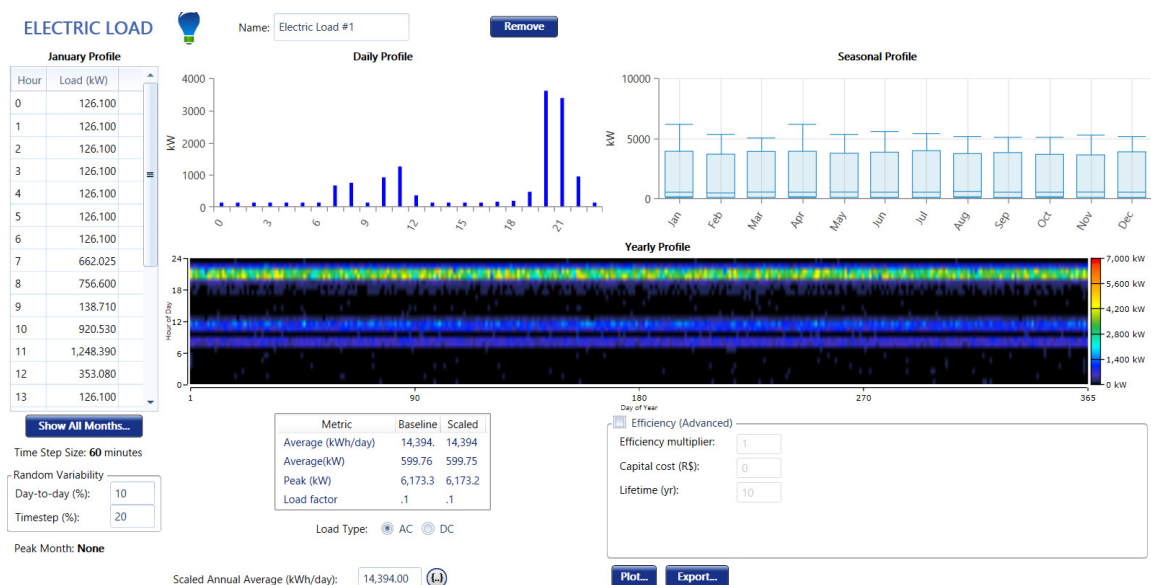 ELECTRIC LOAD
Name: Electric Load #1
Remove
January Profile
Hour Load (kW)
0 126.100
1 126.100
2 126.100
3 126.100
4 126.100
5 126.100
6 126.100
7 662.025
8 756.600
9 138.710
10 920.530
11 1,248.390
12 353.080
13 126.100
Show All Months...
Time Step Size: 60 minutes
Random Variability
Day-to-day (%): 10
Timestep (%): 20
Peak Month: None
Daily Profile
kW
4000
3000
2000
1000
0
0 3 6 9 12 15 18 21
Seasonal Profile
kW
10000
5000
0
Jan Feb Mar Apr May Jun Jul Aug Sep Oct Nov Dec
Yearly Profile
Hour of Day
24
18
12
6
0
1 90 180 270 365
Day of Year
7,000 kW
5,600 kW
4,200 kW
2,800 kW
1,400 kW
0 kW
Metric Baseline Scaled
Average (kWh/day) 14,394. 14,394
Average(kW) 599.76 599.75
Peak (kW) 6,173.3 6,173.2
Load factor .1 .1
Load Type: AC DC
Scaled Annual Average (kWh/day): 14,394.00 {..}
Efficiency (Advanced)
Efficiency multiplier: 1
Capital cost (R$): 0
Lifetime (yr): 10
Plot... Export...